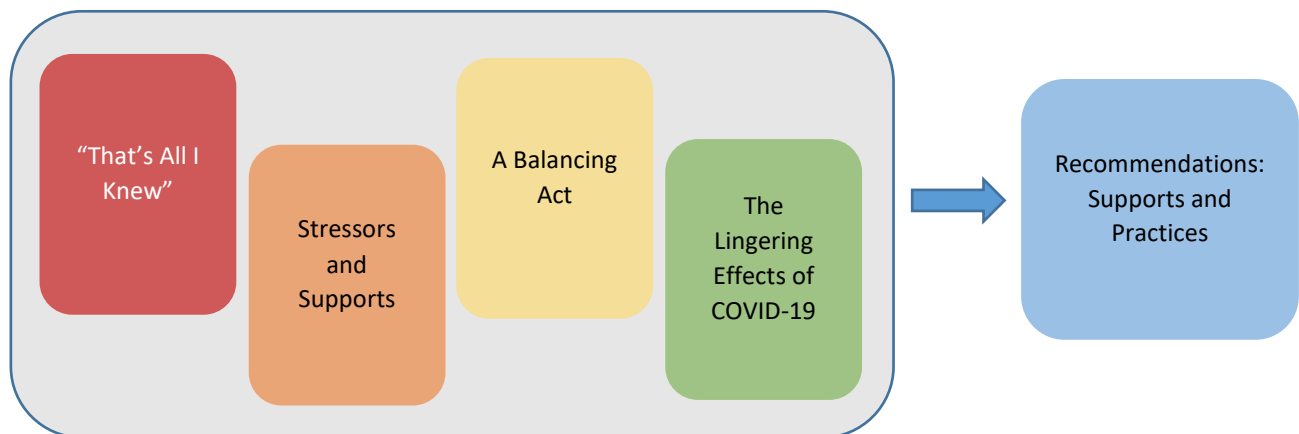 “That’s All I
Knew”
Stressors
and
Supports
A Balancing
Act
The
Lingering
Effects of
COVID-19
Recommendations:
Supports and
Practices